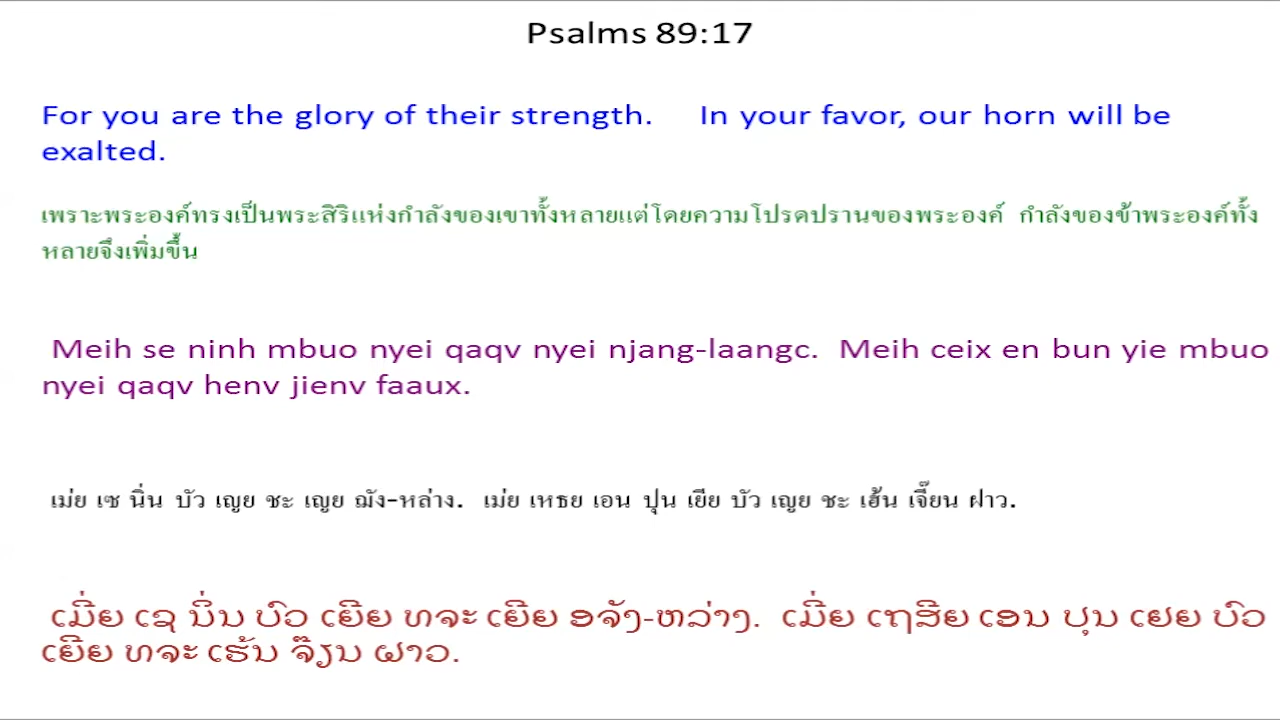 Psalms 89:17
For you are the glory of their strength. In your favor, our horn will be
exalted.
เพราะพระองค์ทรงเป็นพระสิริแห่งกำลังของเขาทั้งหลายแต่โดยความโปรดปรานของพระองค์ กำลังของข้าพระองค์ทั้ง
หลายจึงเพิ่มขึ้น
Meih se ninh mbuo nyei qaqv nyei njang-laangc. Meih ceix en bun yie mbuo
nyei qaqv henv jienv faaux.
เม่ย เซ นิ่น บัว เญย ชะ เญย ฌัง-หล่าง. เม่ย เหธย เอน ปุน เยีย บัว เญย ชะ เฮ้น เจี๊ยน ฝาว.
ເມີ່ຍ ເຊ ນິ່ນ ບົວ ເຍີຍ ທຈະ ເຍີຍ ອຈັງ-ຫລ່າງ. ເມີ່ຍ ເຖສີຍ ເອນ ປຸນ ເຢຍ ບົວ
ເຍີຍ ທຈະ ເຮ້ນ ຈ໊ຽນ ຝາວ.